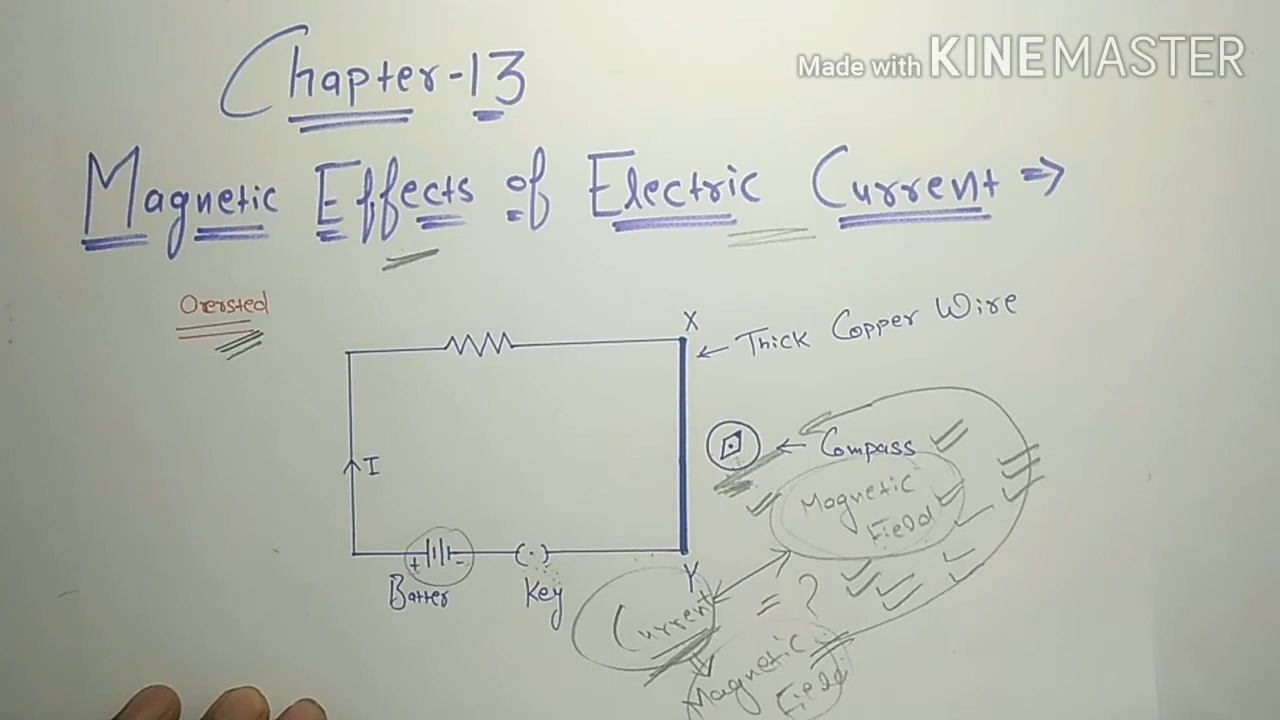 Made with KINEMASTER
Chapter-13
Magnetic Effects of Electric Current ⇒
Oersted
X
← Thick Copper Wire
I
← Compass
Magnetic
Field
+ -
Batter
(·)
Key
Y
= ?
Current
Magnetic
Field